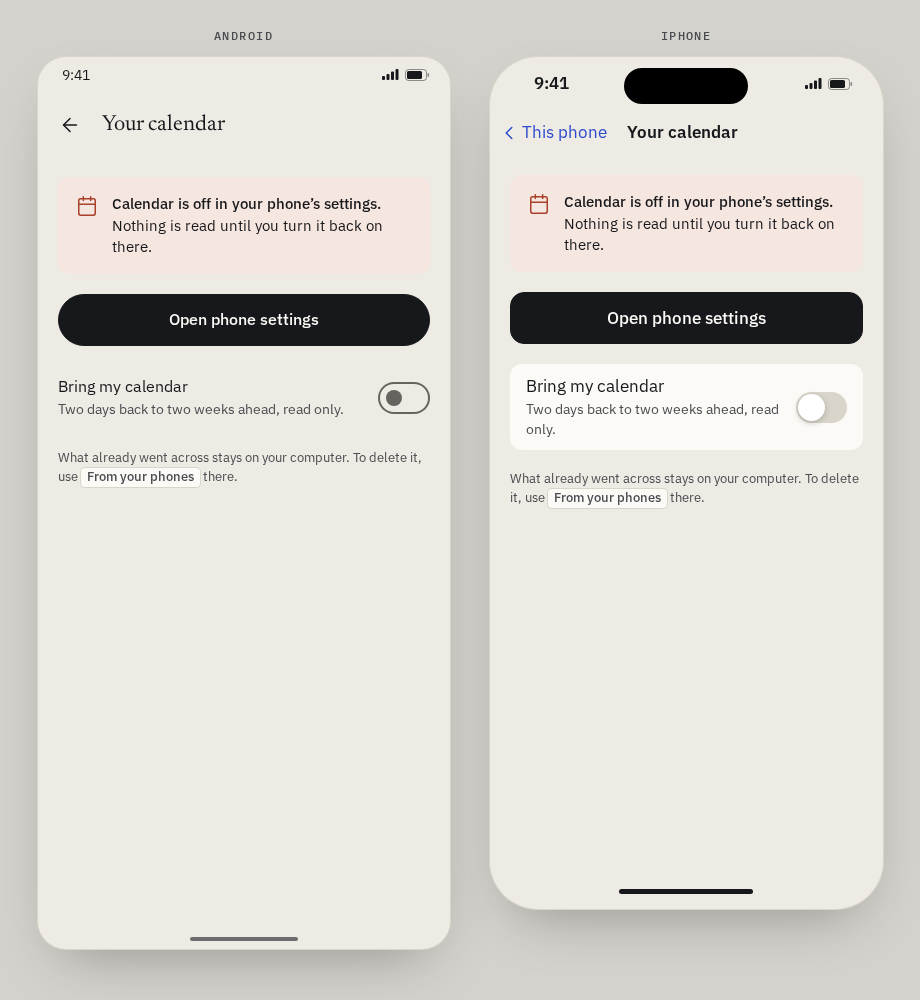 ANDROID
9:41
Your calendar
Calendar is off in your phone’s settings.
Nothing is read until you turn it back on
there.
Open phone settings
Bring my calendar
Two days back to two weeks ahead, read only.
What already went across stays on your computer. To delete it,
use From your phones there.
IPHONE
9:41
This phone
Your calendar
Calendar is off in your phone’s settings.
Nothing is read until you turn it back on
there.
Open phone settings
Bring my calendar
Two days back to two weeks ahead, read
only.
What already went across stays on your computer. To delete
it, use From your phones there.